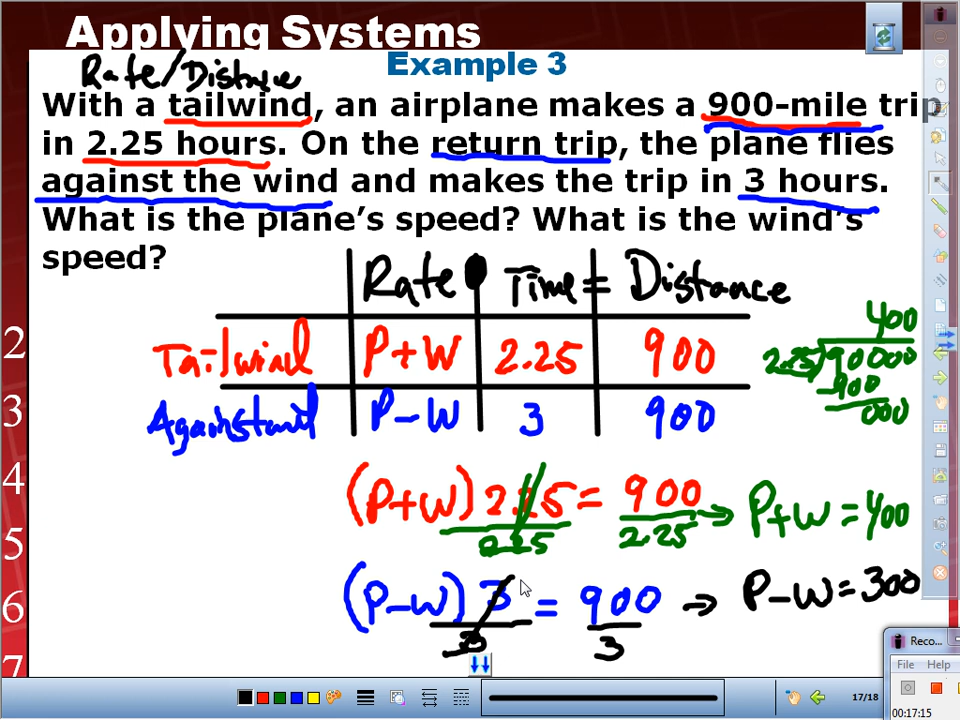 Applying Systems
Example 3
Rate/Distance
With a tailwind, an airplane makes a 900-mile trip
in 2.25 hours. On the return trip, the plane flies
against the wind and makes the trip in 3 hours.
What is the plane's speed? What is the wind's
speed?
Rate • Time = Distance
Tailwind P+W 2.25 900
P-W 3 900
400
2.25 90000
-900
000
(P+W) 2.25 = 900 → P+W = 400
2.25 2.25
(P-W) 3 = 900 → P-W = 300
3 3
2
3
4
5
6
7
Reco...
File Help
17/18
00:17:15